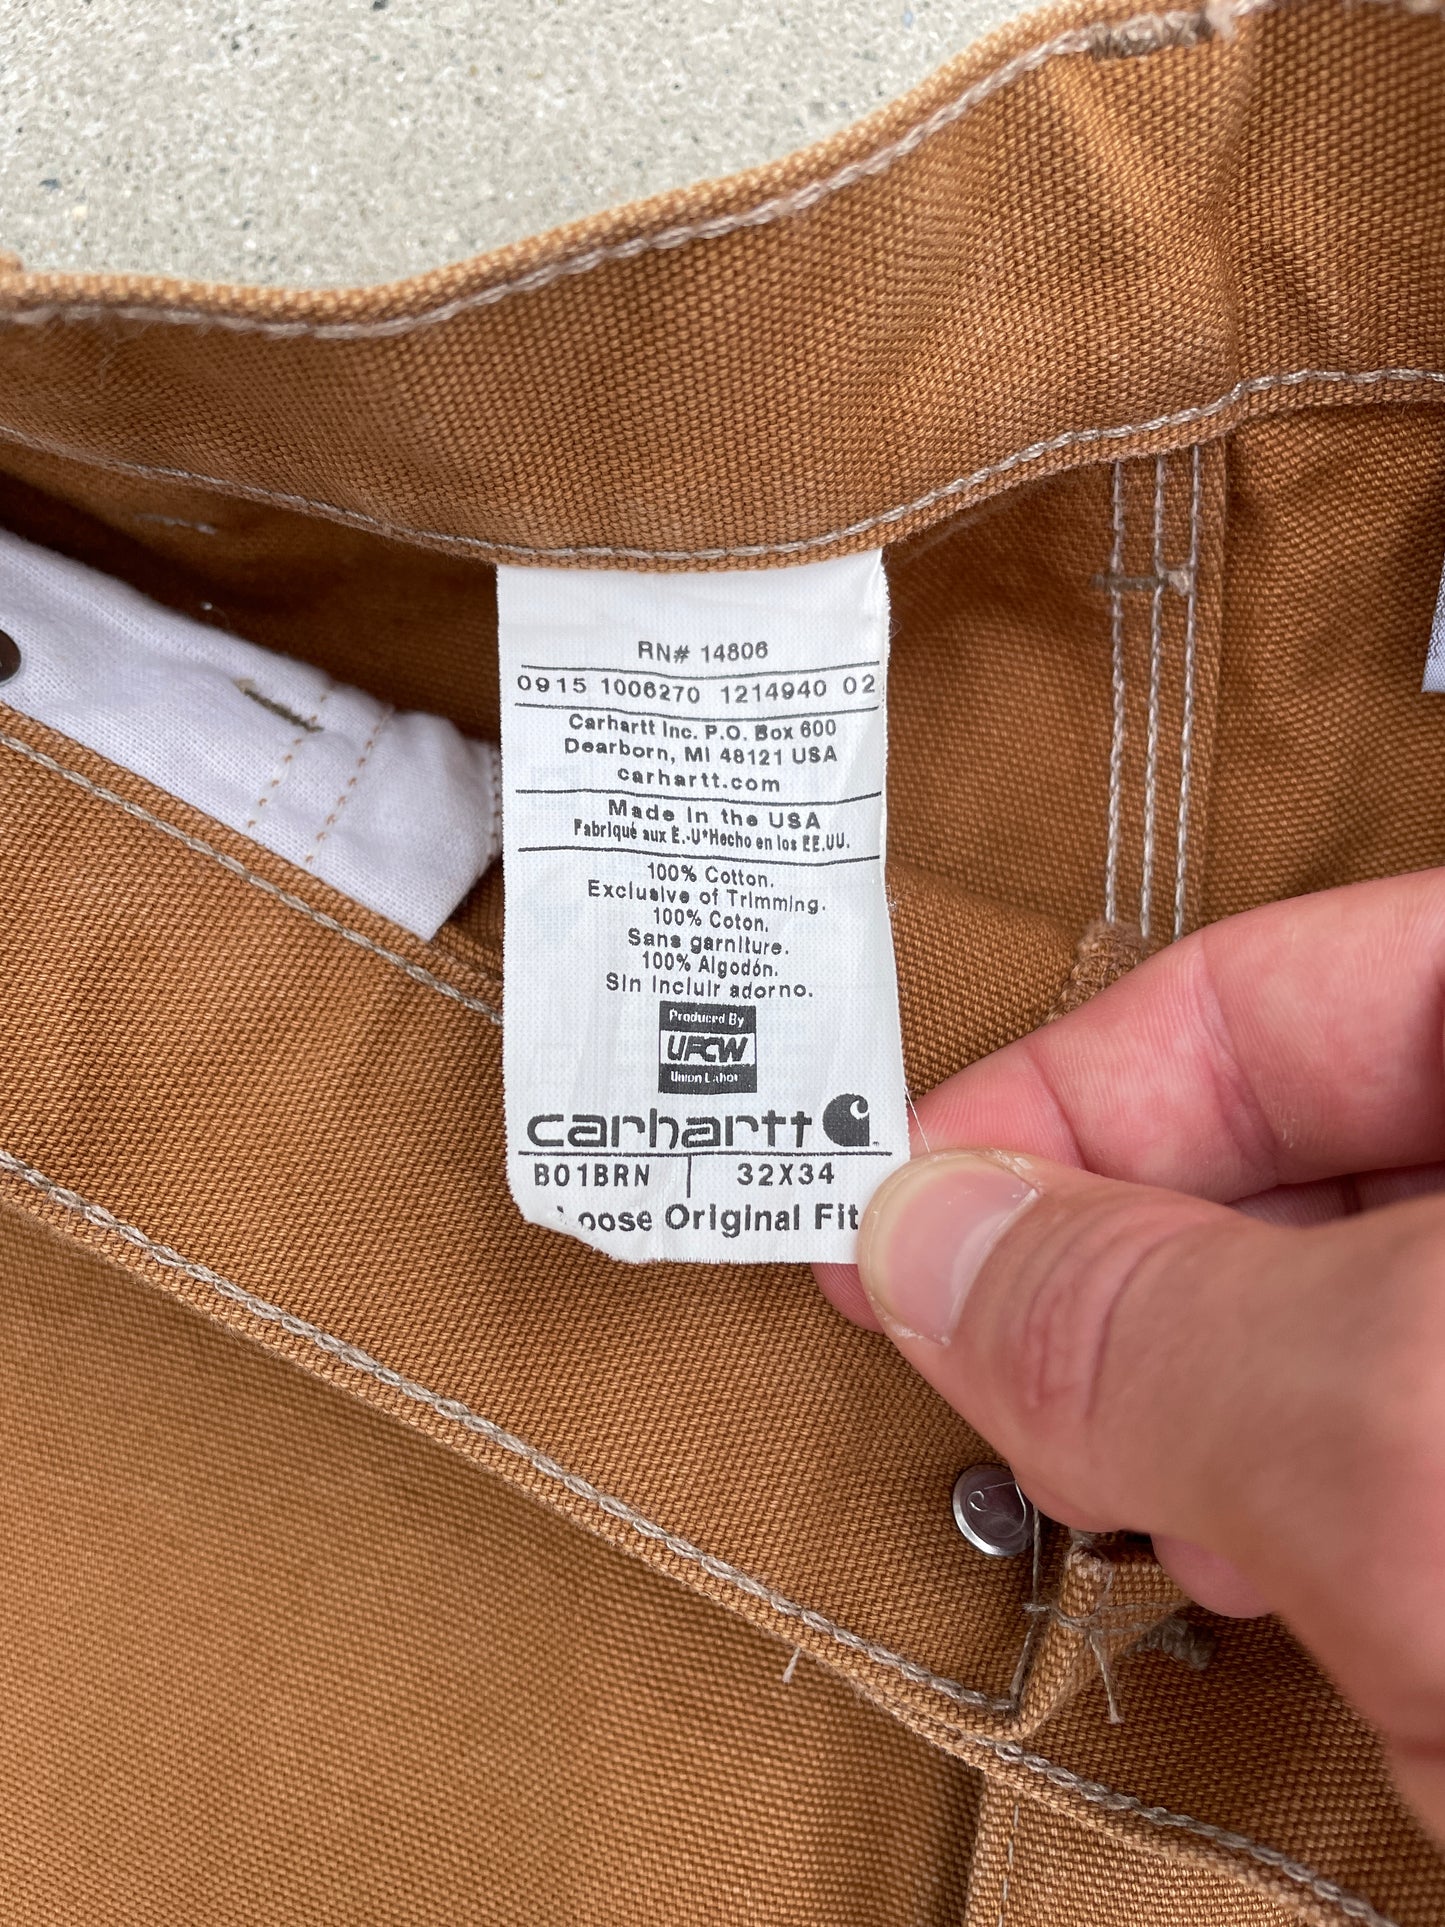 RN# 14806
0915 1006270 1214940 02
Carhartt Inc. P.O. Box 600
Dearborn, MI 48121 USA
carhartt.com
Made in the USA
Fabriqué aux E.-U*Hecho en los EE.UU.
100% Cotton.
Exclusive of Trimming.
100% Coton.
Sans garniture.
100% Algodón.
Sin incluir adorno.
Produced By
UFCW
Union Labor
carhartt
B01BRN 32X34
Loose Original Fit